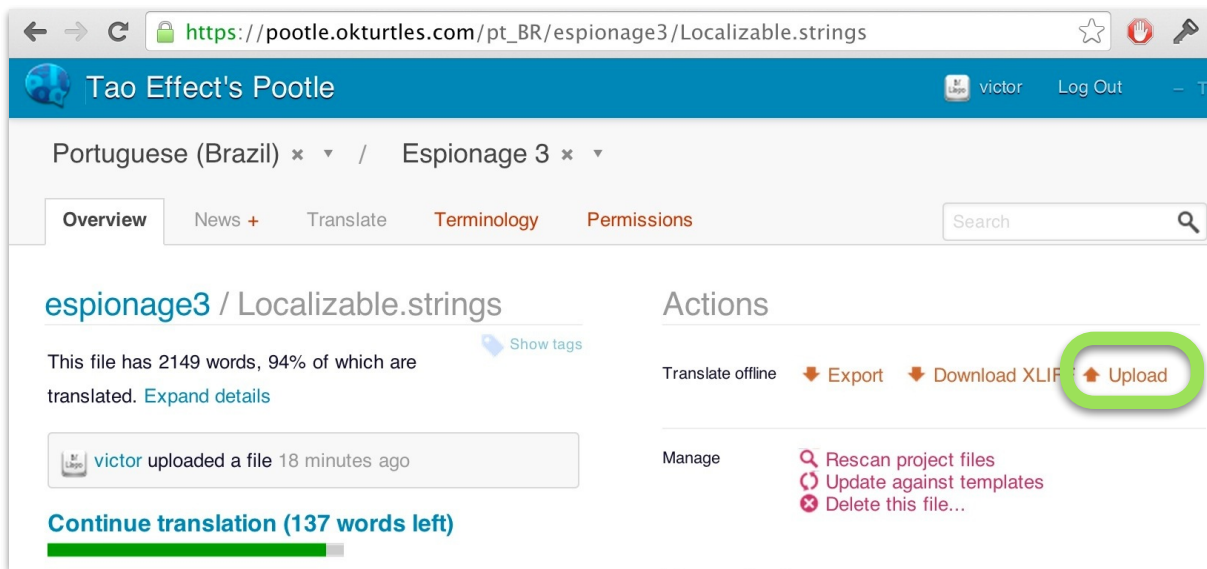 https://pootle.okturtles.com/pt_BR/espionage3/Localizable.strings
Tao Effect's Pootle
victor Log Out – T
Portuguese (Brazil) × ▾ / Espionage 3 × ▾
Overview News + Translate Terminology Permissions
Search
espionage3 / Localizable.strings
Show tags
This file has 2149 words, 94% of which are
translated. Expand details
victor uploaded a file 18 minutes ago
Continue translation (137 words left)
Actions
Translate offline Export Download XLIFF Upload
Manage Rescan project files
Update against templates
Delete this file...